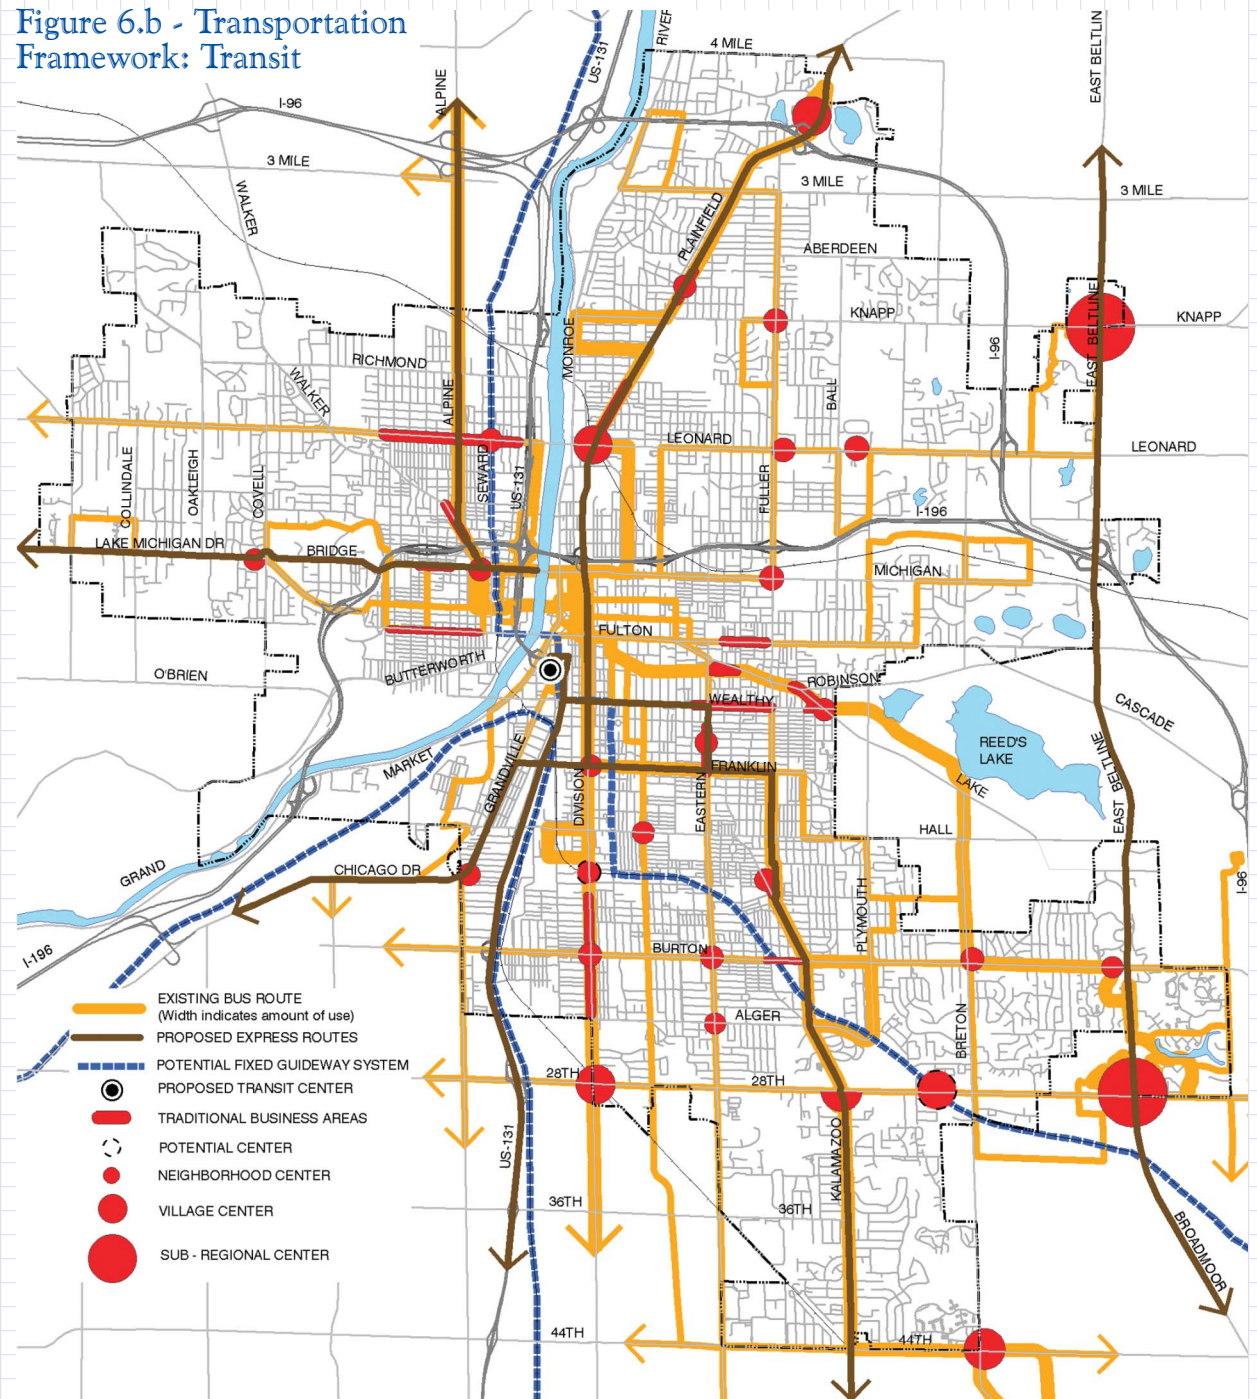 Figure 6.b - Transportation
Framework: Transit
US-131
RIVER
4 MILE
EAST BELTLIN
ALPINE
I-96
3 MILE
3 MILE
3 MILE
WALKER
PLAINFIELD
ABERDEEN
KNAPP
KNAPP
EAST BELTLINE
MONROE
I-96
RICHMOND
WALKER
ALPINE
BALL
LEONARD
LEONARD
SEWARD
US-131
FULLER
COLLINDALE
OAKLEIGH
COVELL
I-196
LAKE MICHIGAN DR
BRIDGE
MICHIGAN
FULTON
BUTTERWORTH
O'BRIEN
ROBINSON
WEALTHY
CASCADE
REED'S
LAKE
MARKET
GRANDVILLE
FRANKLIN
LAKE
EAST BELTLINE
DIVISION
EASTERN
HALL
GRAND
CHICAGO DR
I-96
PLYMOUTH
I-196
BURTON
ALGER
BRETON
28TH
28TH
US-131
KALAMAZOO
36TH
36TH
BROADMOOR
44TH
44TH
EXISTING BUS ROUTE
(Width indicates amount of use)
PROPOSED EXPRESS ROUTES
POTENTIAL FIXED GUIDEWAY SYSTEM
PROPOSED TRANSIT CENTER
TRADITIONAL BUSINESS AREAS
POTENTIAL CENTER
NEIGHBORHOOD CENTER
VILLAGE CENTER
SUB - REGIONAL CENTER